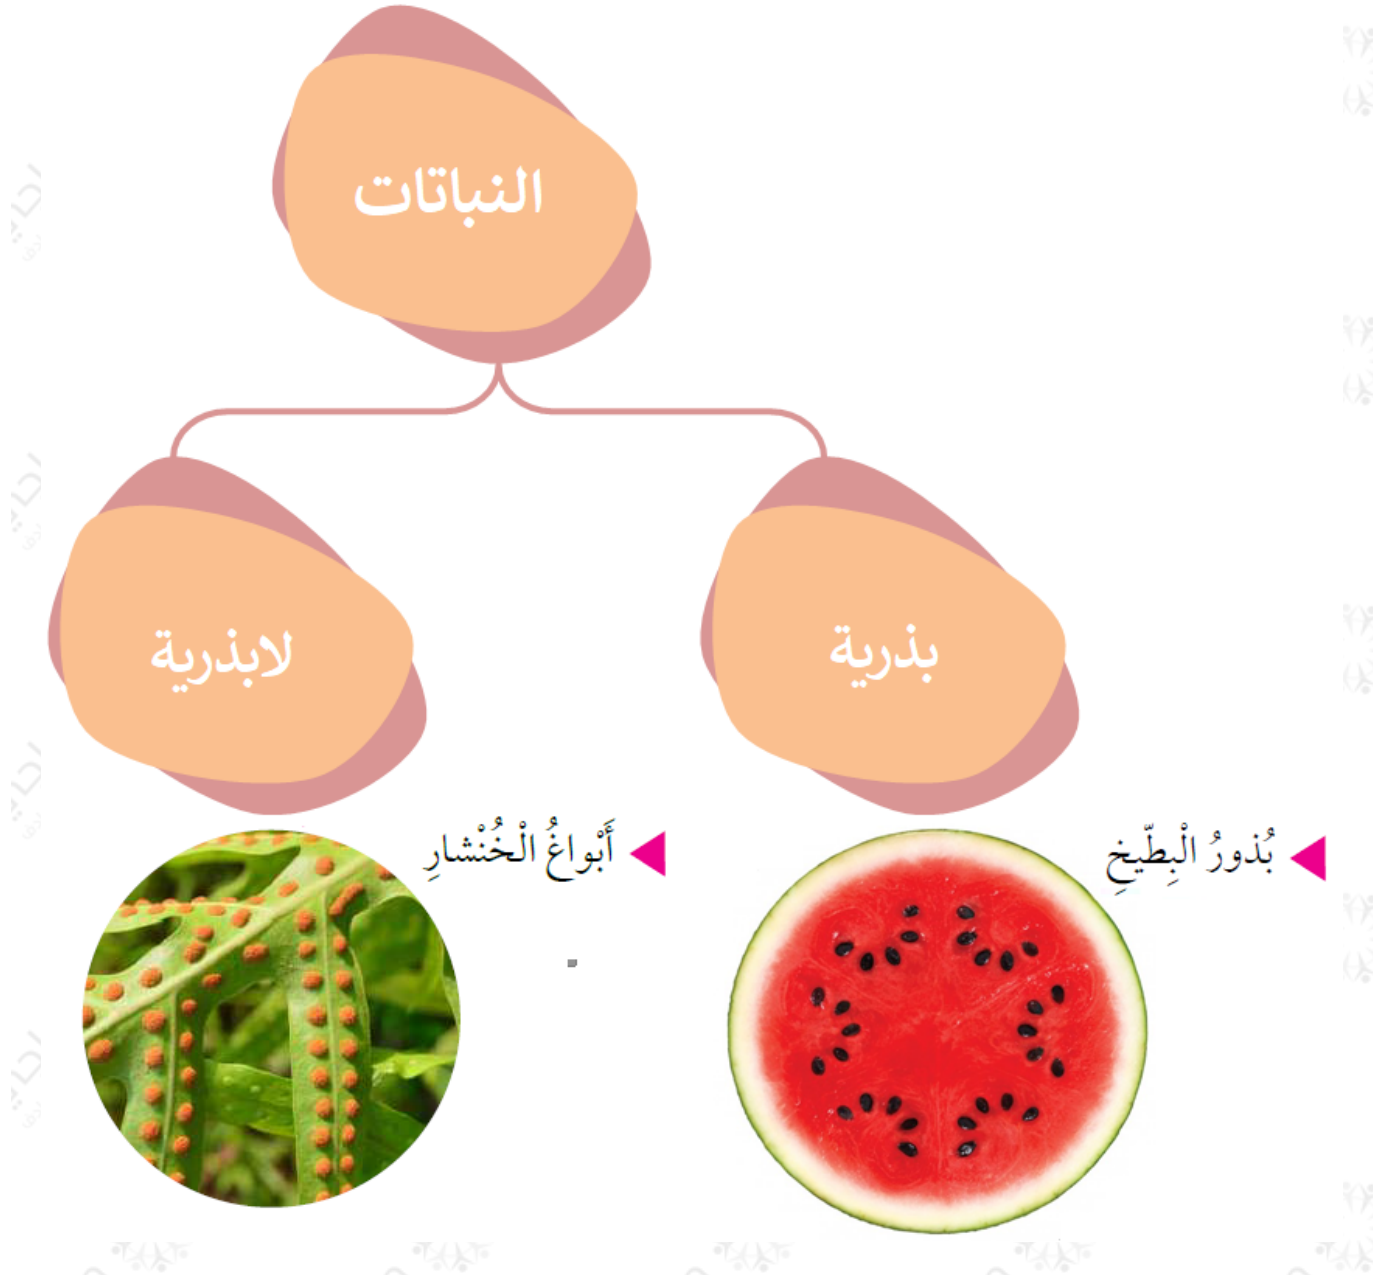 النباتات
بذرية
لابذرية
بُذورُ الْبِطّيخِ
أَبْواغُ الْخُنْشارِ